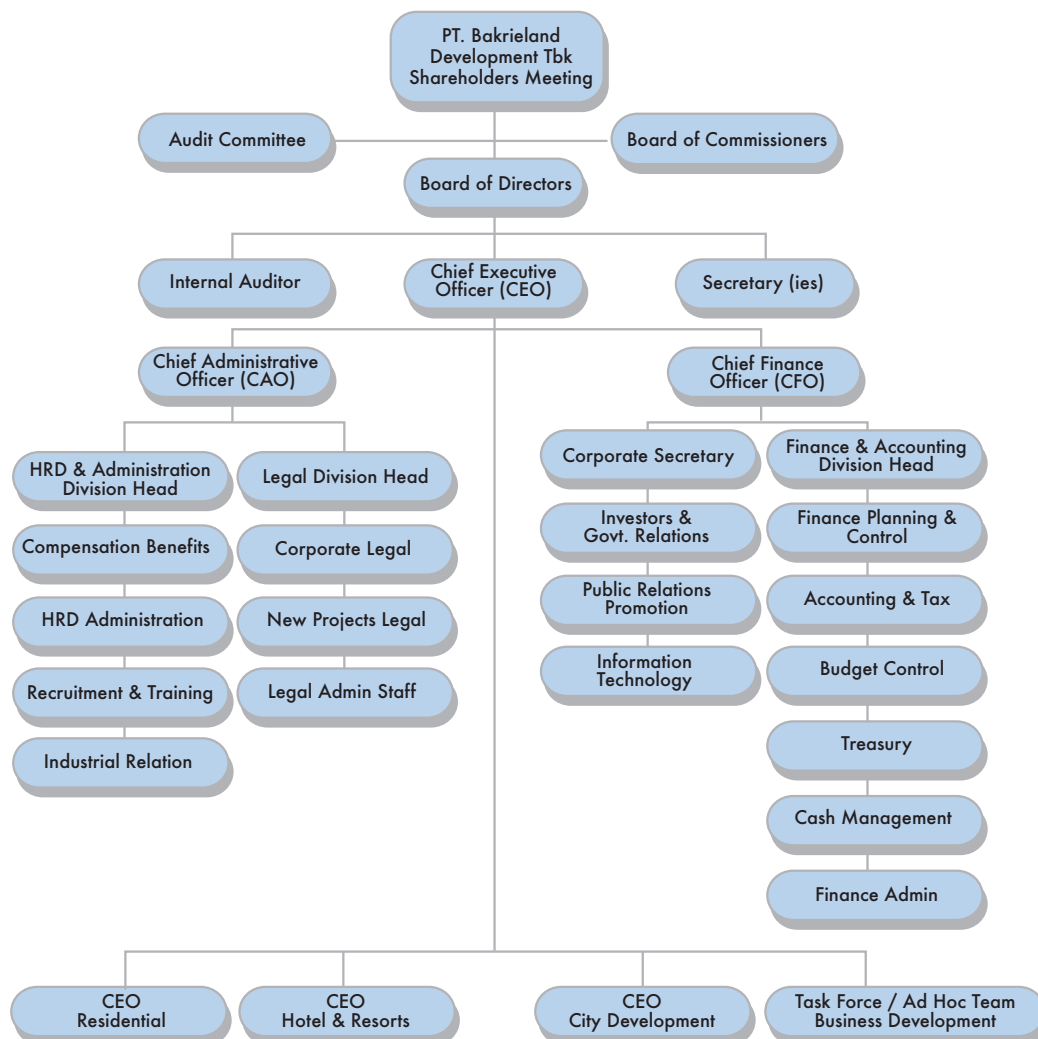 PT. Bakrieland
Development Tbk
Shareholders Meeting
Audit Committee
Board of Commissioners
Board of Directors
Internal Auditor
Chief Executive
Officer (CEO)
Secretary (ies)
Chief Administrative
Officer (CAO)
Chief Finance
Officer (CFO)
HRD & Administration
Division Head
Legal Division Head
Corporate Secretary
Finance & Accounting
Division Head
Compensation Benefits
Corporate Legal
Investors &
Govt. Relations
Finance Planning &
Control
HRD Administration
New Projects Legal
Public Relations
Promotion
Accounting & Tax
Recruitment & Training
Legal Admin Staff
Information
Technology
Budget Control
Industrial Relation
Treasury
Cash Management
Finance Admin
CEO
Residential
CEO
Hotel & Resorts
CEO
City Development
Task Force / Ad Hoc Team
Business Development